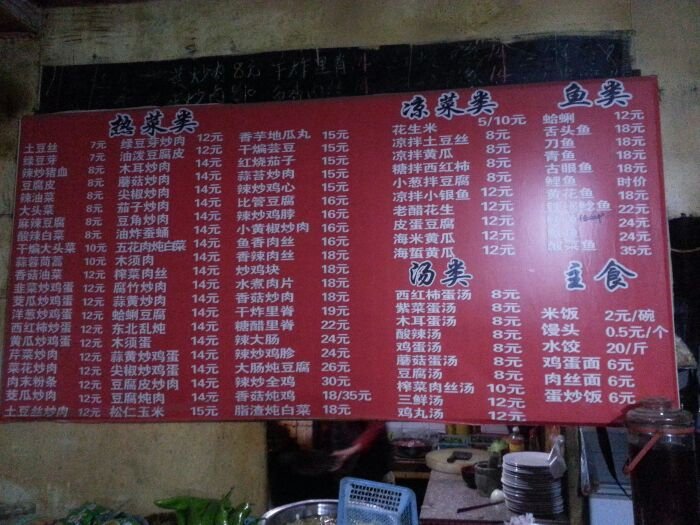 热菜类
土豆丝 7元
绿豆芽 7元
辣炒猪血 8元
豆腐皮 8元
辣油菜 8元
大头菜 8元
麻辣豆腐 8元
酸辣白菜 8元
干煸大头菜 10元
蒜蓉茼蒿 10元
香菇油菜 12元
韭菜炒鸡蛋 12元
茭瓜炒鸡蛋 12元
洋葱炒鸡蛋 12元
西红柿炒蛋 12元
黄瓜炒鸡蛋 12元
芹菜炒肉 12元
菜花炒肉 12元
肉末粉条 12元
茭瓜炒肉 12元
土豆丝炒肉 12元
绿豆芽炒肉 12元
油泼豆腐皮 12元
木耳炒肉 14元
蘑菇炒肉 14元
尖椒炒肉 14元
茄子炒肉 14元
豆角炒肉 14元
油炸蚕蛹 14元
五花肉炖白菜 14元
木须肉 14元
榨菜肉丝 14元
腐竹炒肉 14元
蒜黄炒肉 14元
蛤蜊豆腐 14元
东北乱炖 14元
木须蛋 14元
蒜黄炒鸡蛋 14元
尖椒炒鸡蛋 14元
豆腐皮炒肉 14元
豆腐炖肉 14元
松仁玉米 15元
香芋地瓜丸 15元
干煸芸豆 15元
红烧茄子 15元
蒜苔炒肉 15元
辣炒鸡心 15元
比管豆腐 16元
辣炒鸡脖 16元
小黄椒炒肉 16元
鱼香肉丝 16元
香辣肉丝 18元
炒鸡块 18元
水煮肉片 18元
香菇炒肉 18元
干炸里脊 19元
糖醋里脊 22元
辣大肠 24元
辣炒鸡胗 24元
大肠炖豆腐 26元
辣炒全鸡 30元
香菇炖鸡 18/35元
脂渣炖白菜 18元
凉菜类
花生米 5/10元
凉拌土豆丝 8元
凉拌黄瓜 8元
糖拌西红柿 8元
小葱拌豆腐 8元
凉拌小银鱼 12元
老醋花生 12元
皮蛋豆腐 12元
海米黄瓜 12元
海蜇黄瓜 12元
汤类
西红柿蛋汤 8元
紫菜蛋汤 8元
木耳蛋汤 8元
酸辣汤 8元
鸡蛋汤 8元
蘑菇蛋汤 8元
豆腐汤 8元
榨菜肉丝汤 10元
三鲜汤 12元
鸡丸汤 12元
鱼类
蛤蜊 12元
舌头鱼 18元
刀鱼 18元
青鱼 18元
古眼鱼 18元
鲤鱼 时价
黄花鱼 18元
鲶鱼 22元
鱼 24元
酸菜鱼 35元
主食
米饭 2元/碗
馒头 0.5元/个
水饺 20/斤
鸡蛋面 6元
肉丝面 6元
蛋炒饭 6元